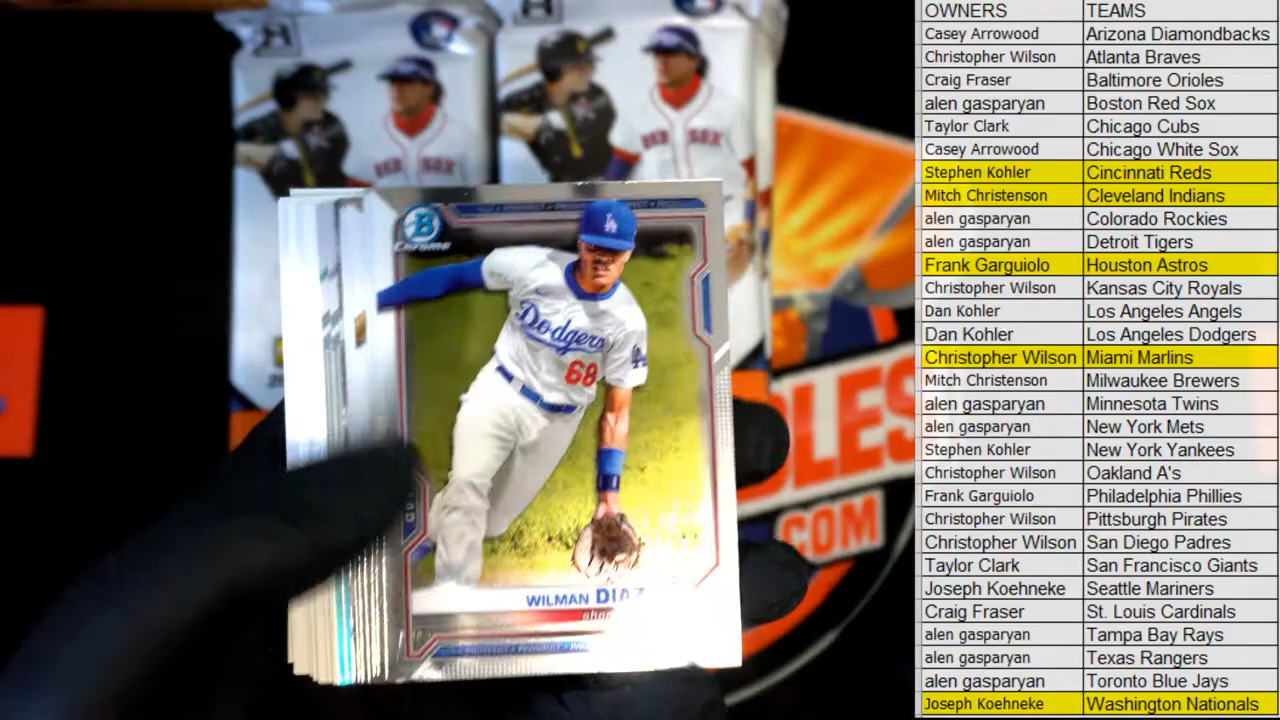 RED SOX
B
Chrome
Dodgers
68
LA
WILMAN DIAZ
OLES
.COM
OWNERS TEAMS
Casey Arrowood Arizona Diamondbacks
Christopher Wilson Atlanta Braves
Craig Fraser Baltimore Orioles
alen gasparyan Boston Red Sox
Taylor Clark Chicago Cubs
Casey Arrowood Chicago White Sox
Stephen Kohler Cincinnati Reds
Mitch Christenson Cleveland Indians
alen gasparyan Colorado Rockies
alen gasparyan Detroit Tigers
Frank Garguiolo Houston Astros
Christopher Wilson Kansas City Royals
Dan Kohler Los Angeles Angels
Dan Kohler Los Angeles Dodgers
Christopher Wilson Miami Marlins
Mitch Christenson Milwaukee Brewers
alen gasparyan Minnesota Twins
alen gasparyan New York Mets
Stephen Kohler New York Yankees
Christopher Wilson Oakland A's
Frank Garguiolo Philadelphia Phillies
Christopher Wilson Pittsburgh Pirates
Christopher Wilson San Diego Padres
Taylor Clark San Francisco Giants
Joseph Koehneke Seattle Mariners
Craig Fraser St. Louis Cardinals
alen gasparyan Tampa Bay Rays
alen gasparyan Texas Rangers
alen gasparyan Toronto Blue Jays
Joseph Koehneke Washington Nationals